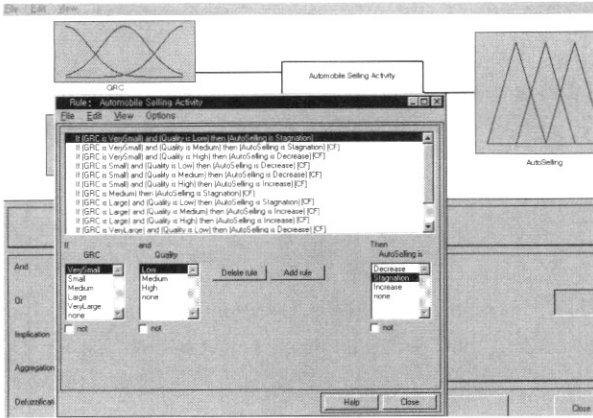 File Edit View
GRC
Automobile Selling Activity
AutoSelling
Rule: Automobile Selling Activity
File Edit View Options
If (GRC is VerySmall) and (Quality is Low) then (AutoSelling is Stagnation)
If (GRC is VerySmall) and (Quality is Medium) then (AutoSelling is Stagnation) [CF]
If (GRC is VerySmall) and (Quality is High) then (AutoSelling is Decrease) [CF]
If (GRC is Small) and (Quality is Low) then (AutoSelling is Decrease) [CF]
If (GRC is Small) and (Quality is Medium) then (AutoSelling is Decrease) [CF]
If (GRC is Small) and (Quality is High) then (AutoSelling is Increase) [CF]
If (GRC is Medium) then (AutoSelling is Stagnation) [CF]
If (GRC is Large) and (Quality is Low) then (AutoSelling is Stagnation) [CF]
If (GRC is Large) and (Quality is Medium) then (AutoSelling is Increase) [CF]
If (GRC is Large) and (Quality is High) then (AutoSelling is Increase) [CF]
If (GRC is VeryLarge) and (Quality is Low) then (AutoSelling is Decrease) [CF]
If and Then
GRC Quality AutoSelling is
VerySmall Low Decrease
Small Medium Stagnation
Medium High Increase
Large none none
VeryLarge
none
Delete rule Add rule
not not not
And
Or
Implication
Aggregation
Defuzzificat
Help Close
Close